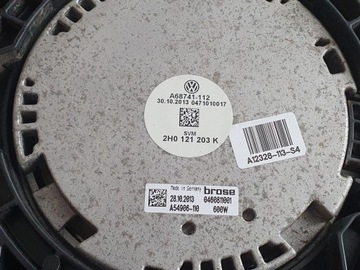 A68741-112
30.10.2013 0471010017
SVM
2H0 121 203 K
A12328-113-S4
Made in Germany
brose
28.10.2013 0460811001
A54906-110 600W